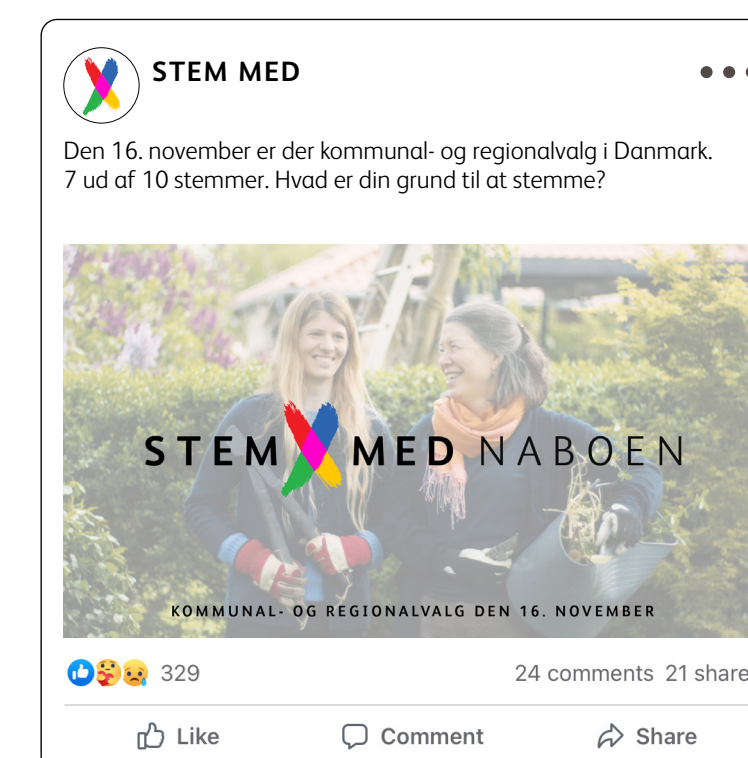 STEM MED
Den 16. november er der kommunal- og regionalvalg i Danmark.
7 ud af 10 stemmer. Hvad er din grund til at stemme?
STEM MED NABOEN
KOMMUNAL- OG REGIONALVALG DEN 16. NOVEMBER
329
24 comments 21 share
Like
Comment
Share